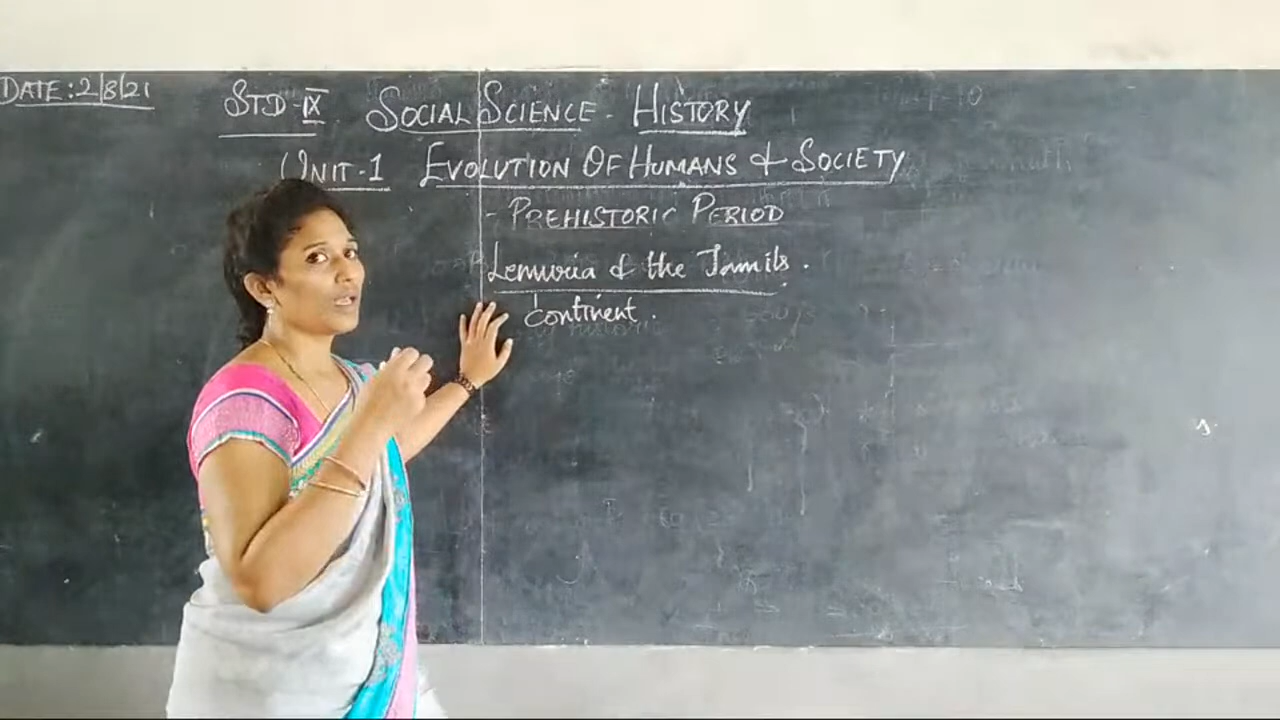 DATE: 2/8/21
STD-IX SOCIAL SCIENCE - HISTORY
UNIT-1 EVOLUTION OF HUMANS & SOCIETY
- PREHISTORIC PERIOD
Lemuria & the Tamils.
Continent.